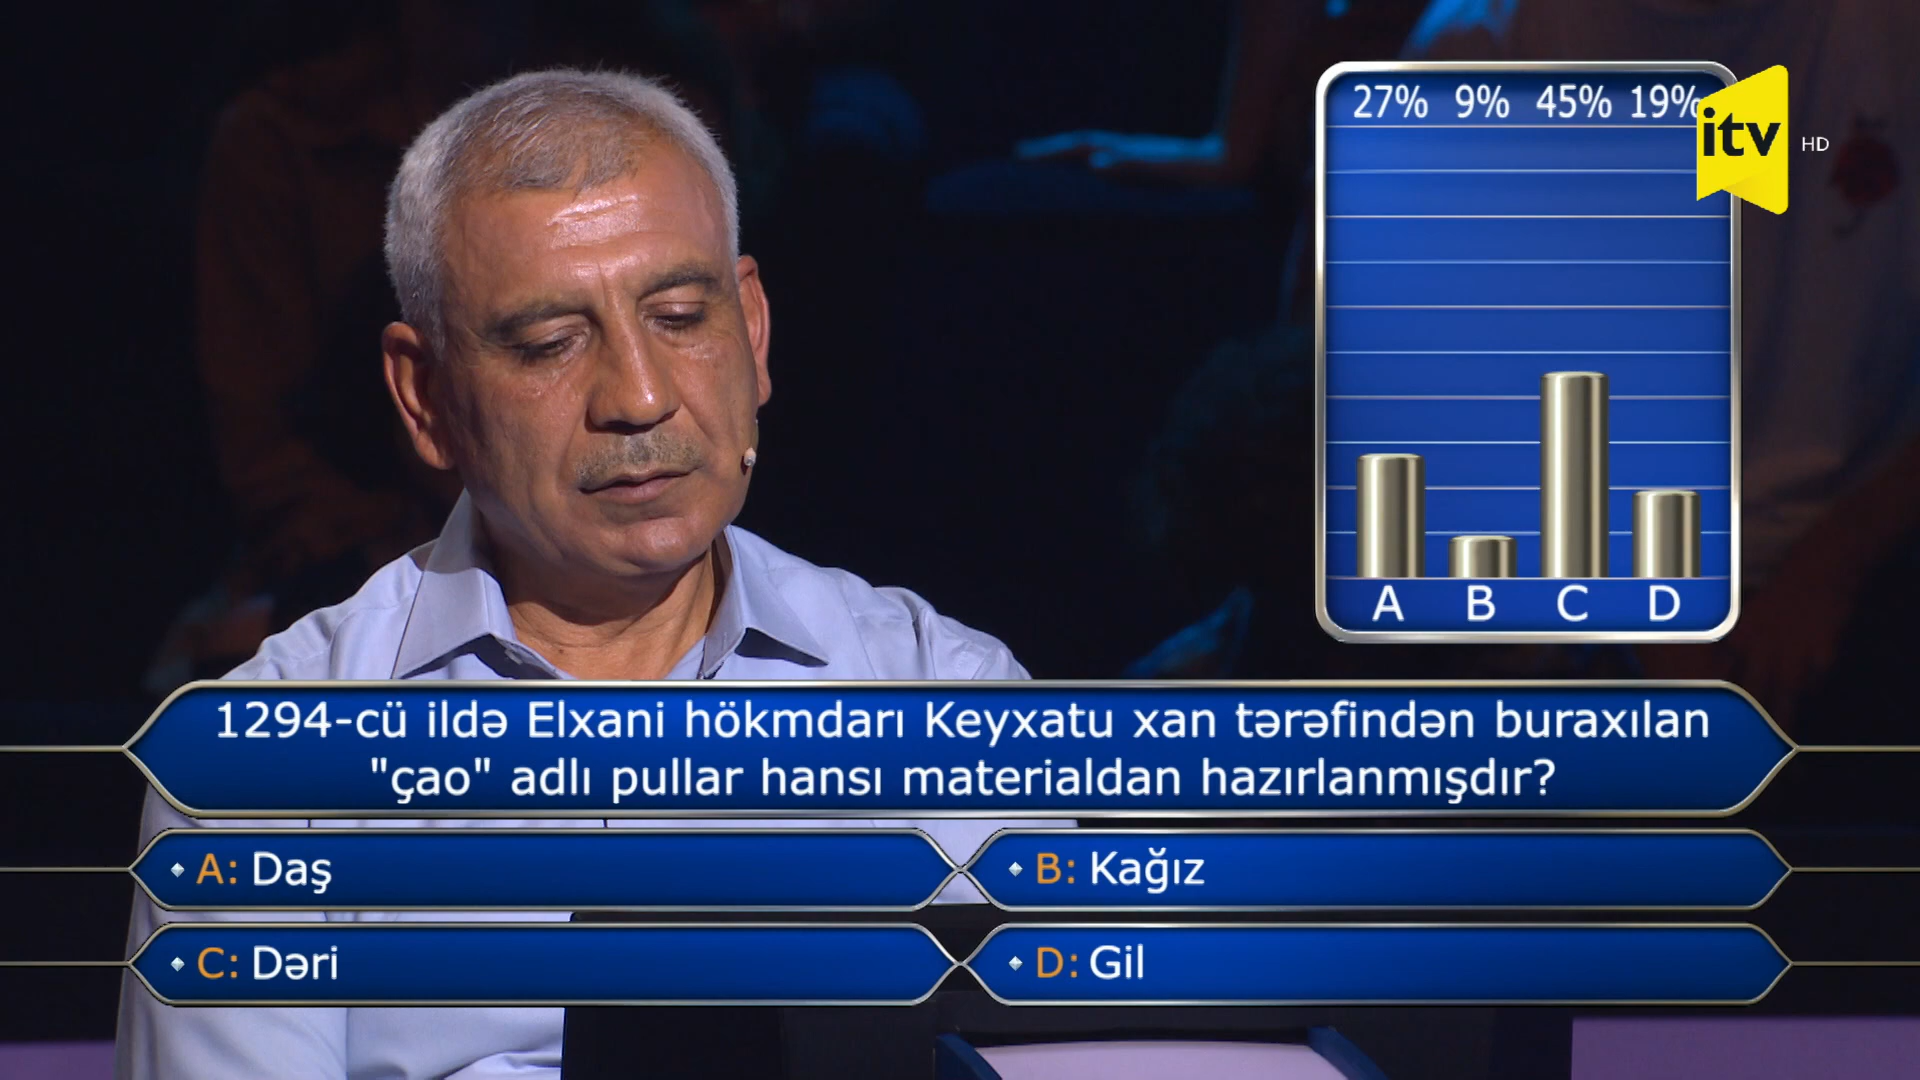 27% 9% 45% 19%
itv HD
A B C D
1294-cü ildə Elxani hökmdarı Keyxatu xan tərəfindən buraxılan
"çao" adlı pullar hansı materialdan hazırlanmışdır?
A: Daş
B: Kağız
C: Dəri
D: Gil